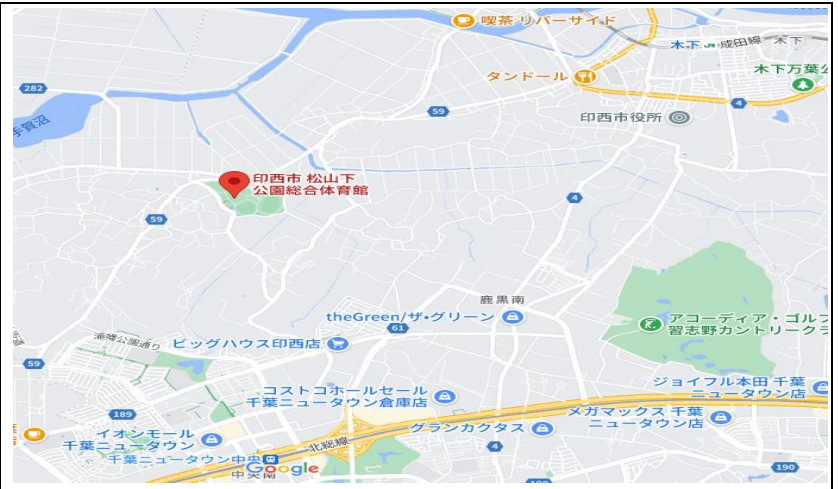 喫茶 リバーサイド
木下
成田線
木下
タンドール
木下万葉公
282
59
4
印西市役所
手賀沼
印西市 松山下
公園総合体育館
59
4
鹿黒南
theGreen/ザ•グリーン
アコーディア・ゴルフ
習志野カントリークラ
61
ビッグハウス印西店
59
コストコホールセール
千葉ニュータウン倉庫店
ジョイフル本田 千葉
ニュータウン店
189
メガマックス 千葉
ニュータウン店
グランカクタス
イオンモール
千葉ニュータウン
北総線
4
千葉ニュータウン中央
Google
中央南
190
190